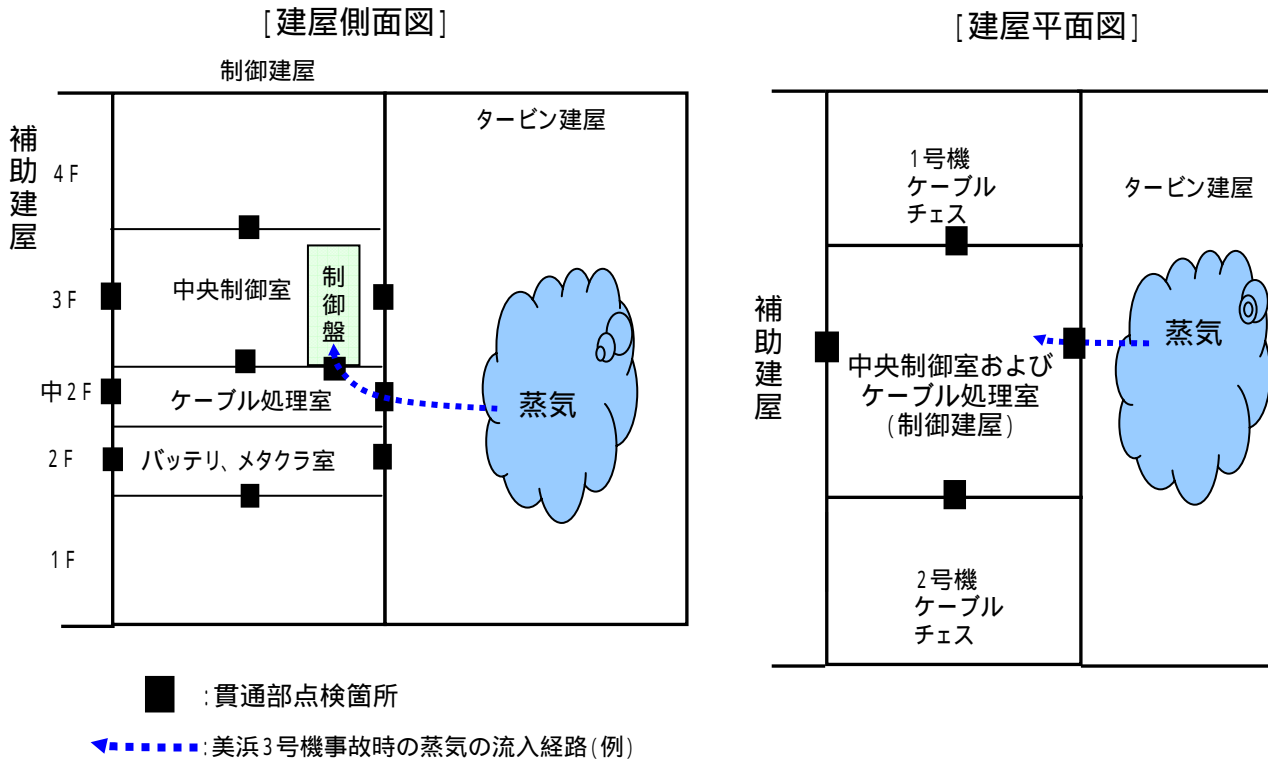 [建屋側面図]
制御建屋
補助建屋
4F
3F
中2F
2F
1F
中央制御室
制御盤
ケーブル処理室
バッテリ、メタクラ室
タービン建屋
蒸気
[建屋平面図]
補助建屋
1号機
ケーブル
チェス
タービン建屋
蒸気
中央制御室および
ケーブル処理室
(制御建屋)
2号機
ケーブル
チェス
:貫通部点検箇所
:美浜3号機事故時の蒸気の流入経路(例)